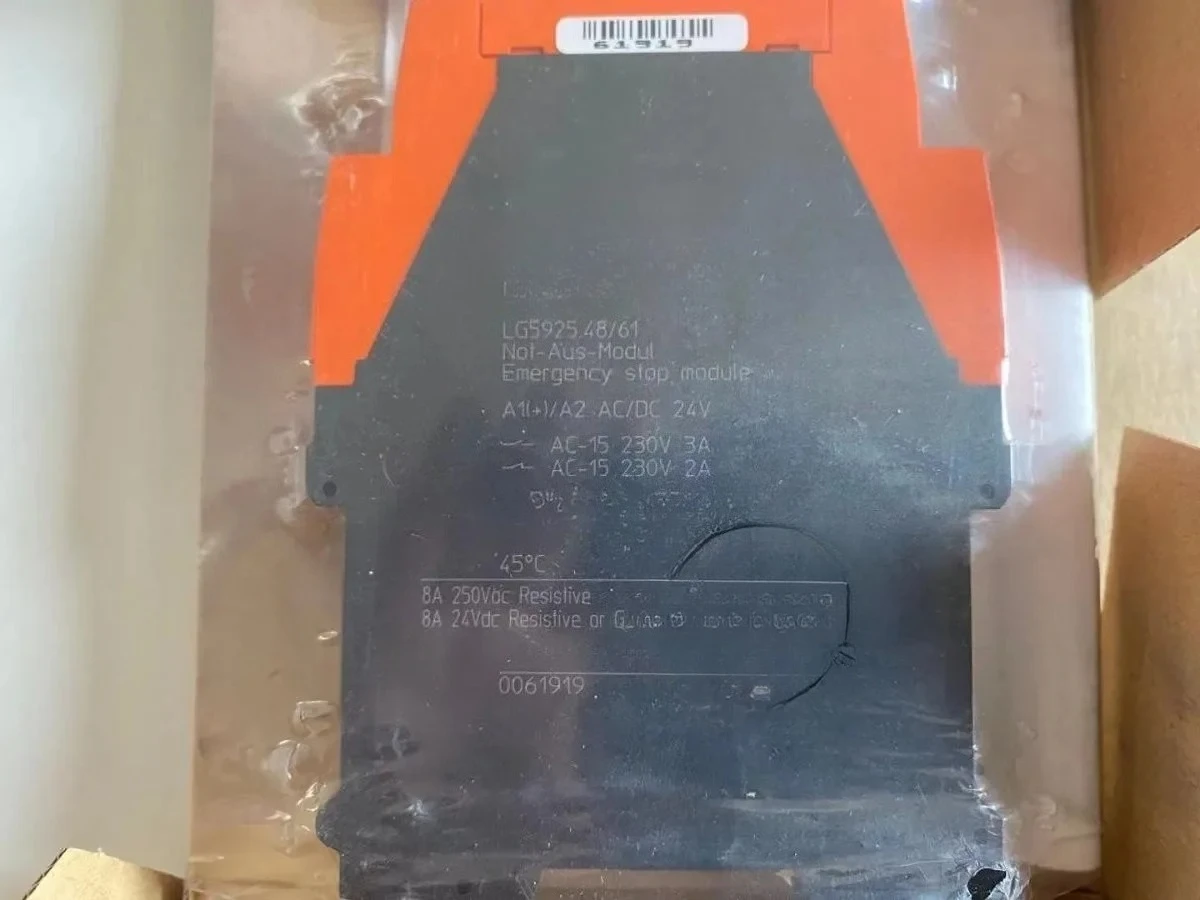 61919
LG5925.48/61
Not-Aus-Modul
Emergency stop module
A1(+)/A2 AC/DC 24V
AC-15 230V 3A
AC-15 230V 2A
45°C
8A 250Vac Resistive
8A 24Vdc Resistive or G
0061919